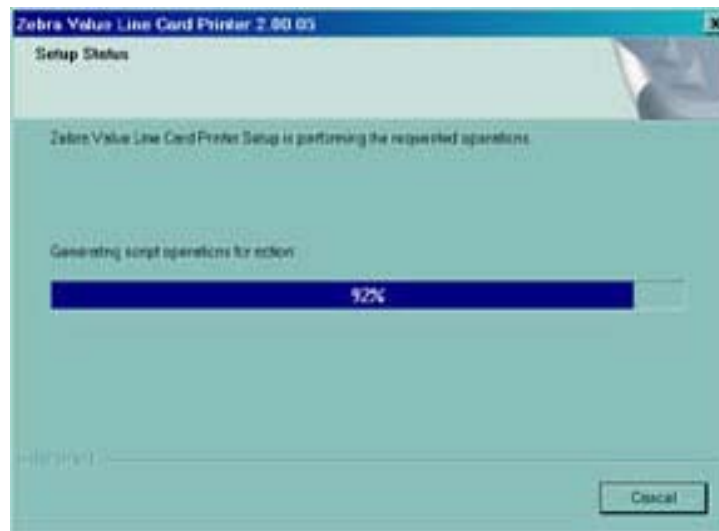 Zebra Value Line Card Printer 2.00.05
Setup Status
Zebra Value Line Card Printer Setup is performing the requested operations.
Generating script operations for action:
92%
InstallShield
Cancel